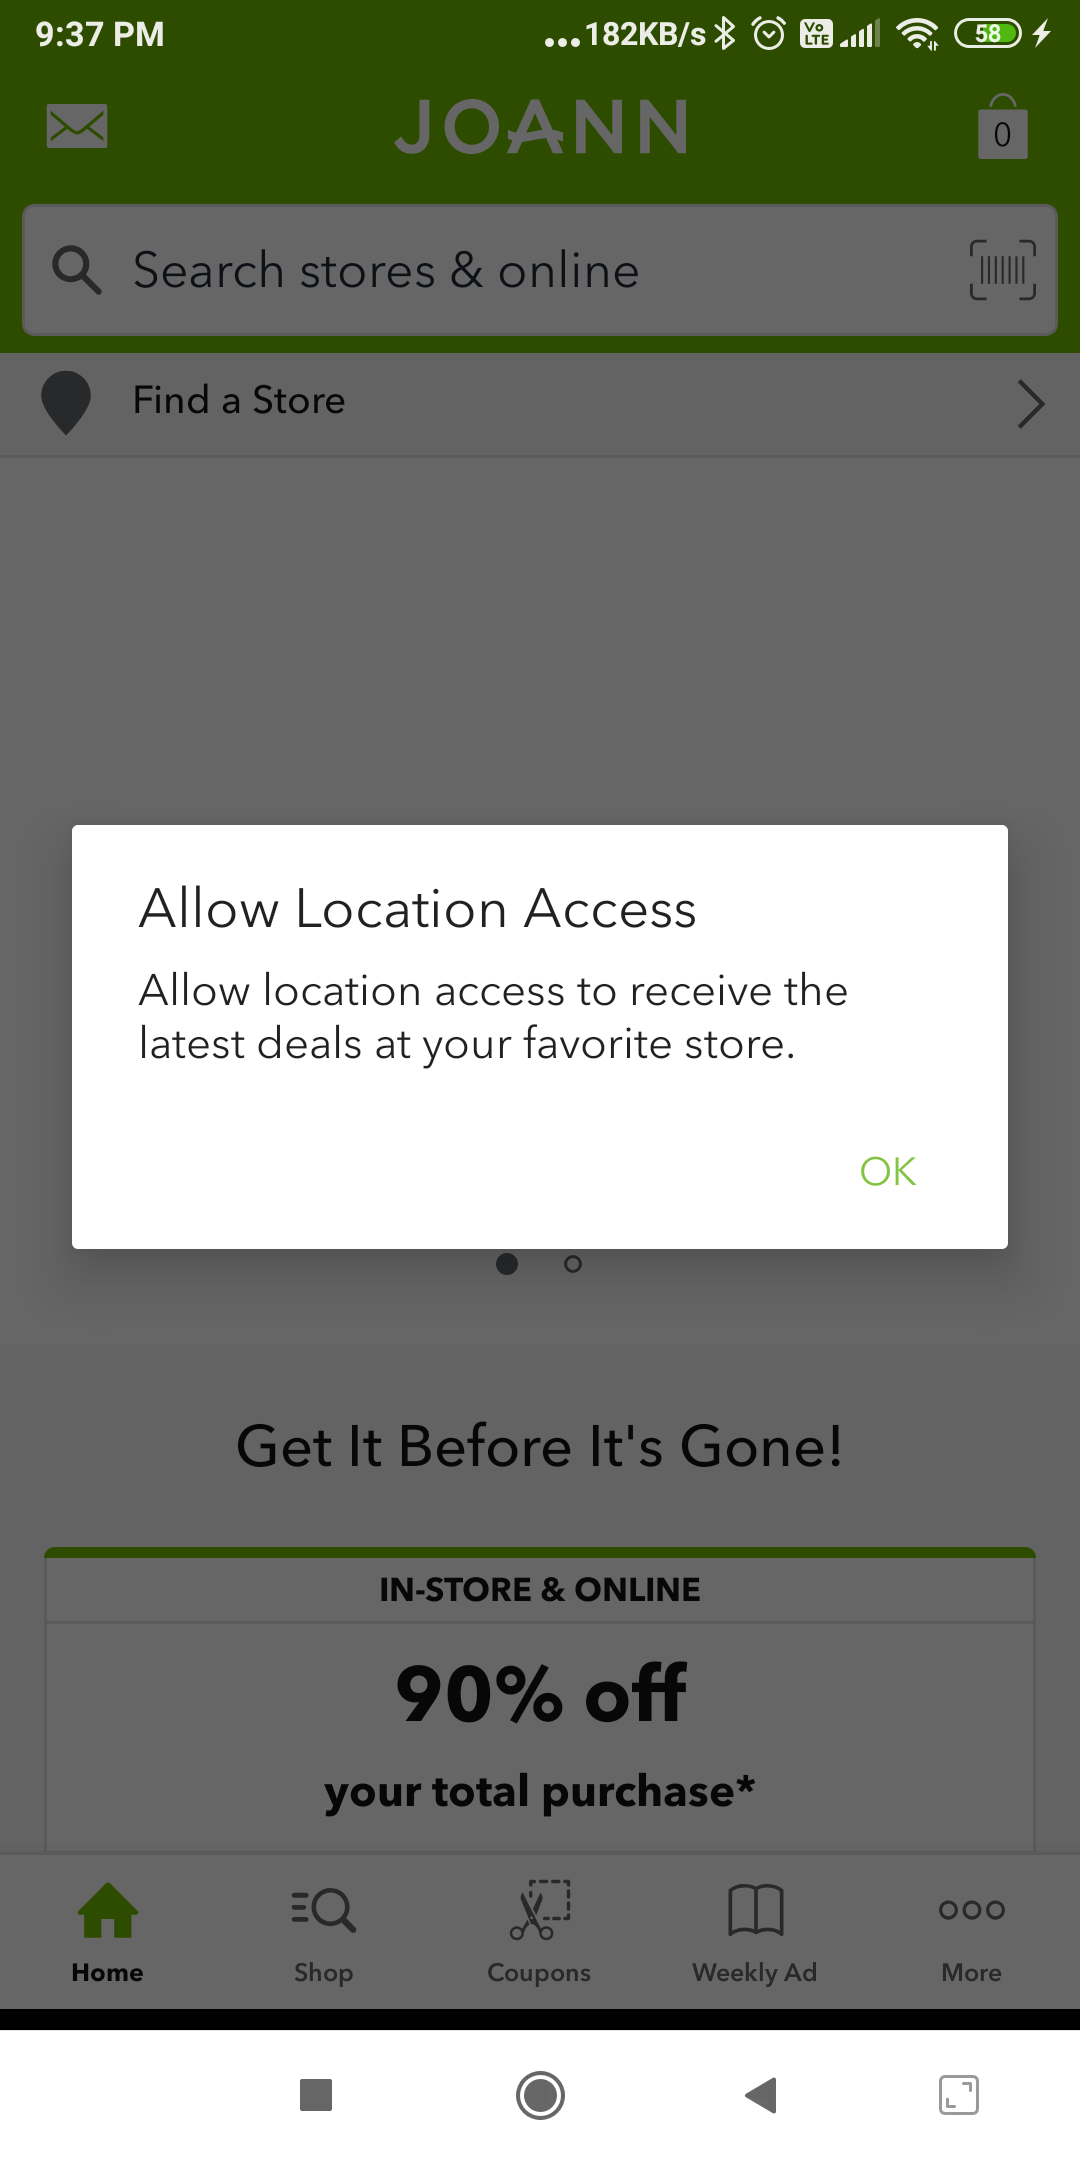 9:37 PM
...182KB/s
Vo LTE
58
JOANN
0
Search stores & online
Find a Store
Allow Location Access
Allow location access to receive the
latest deals at your favorite store.
OK
Get It Before It's Gone!
IN-STORE & ONLINE
90% off
your total purchase*
Home
Shop
Coupons
Weekly Ad
More